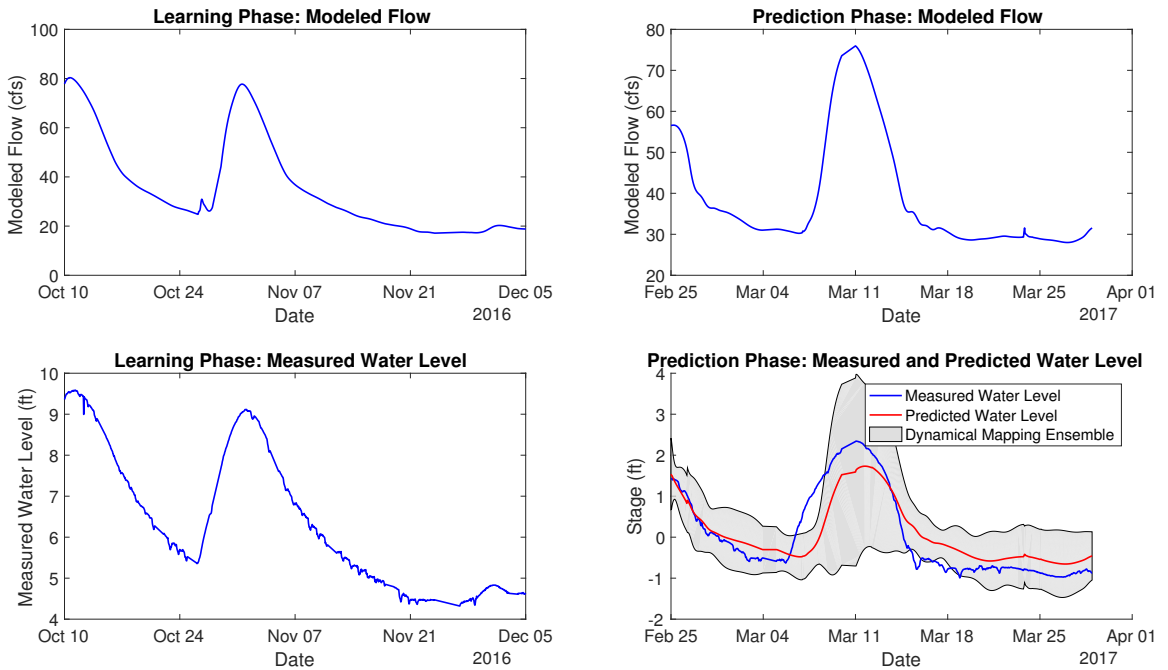 Learning Phase: Modeled Flow
Modeled Flow (cfs)
100
80
60
40
20
0
Oct 10 Oct 24 Nov 07 Nov 21 Dec 05
Date 2016
Prediction Phase: Modeled Flow
Modeled Flow (cfs)
80
70
60
50
40
30
20
Feb 25 Mar 04 Mar 11 Mar 18 Mar 25 Apr 01
Date 2017
Learning Phase: Measured Water Level
Measured Water Level (ft)
10
9
8
7
6
5
4
Oct 10 Oct 24 Nov 07 Nov 21 Dec 05
Date 2016
Prediction Phase: Measured and Predicted Water Level
Stage (ft)
4
3
2
1
0
-1
-2
Measured Water Level
Predicted Water Level
Dynamical Mapping Ensemble
Feb 25 Mar 04 Mar 11 Mar 18 Mar 25 Apr 01
Date 2017